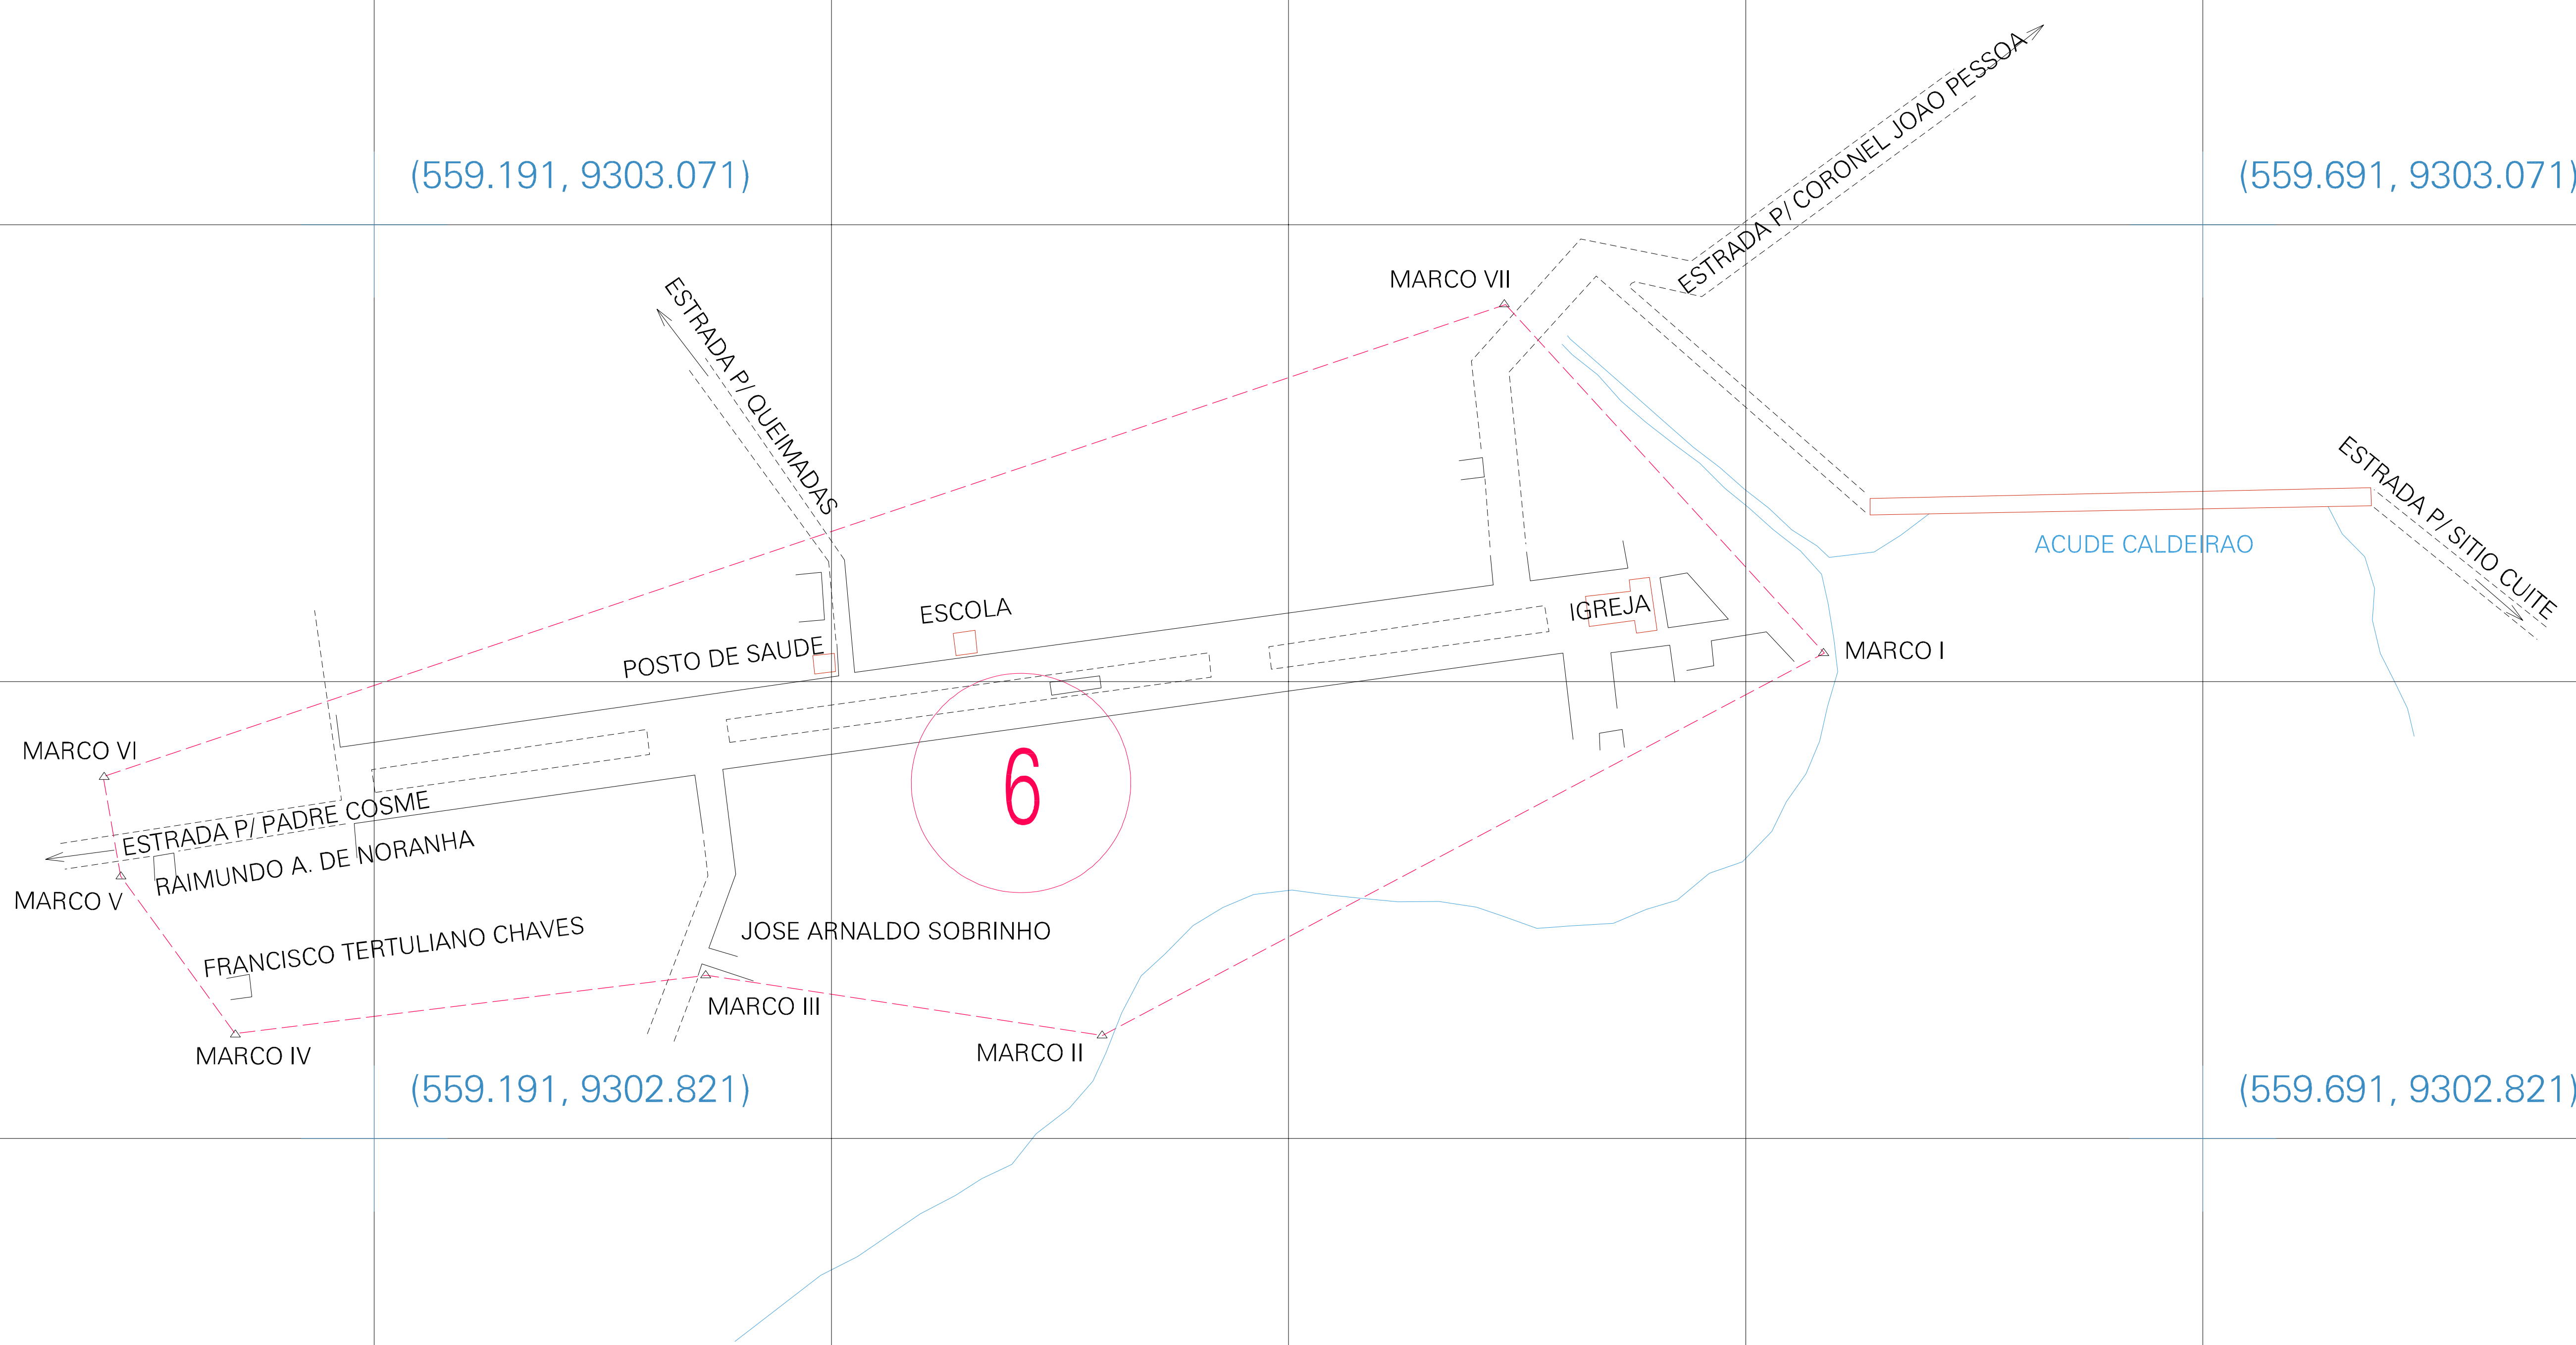 ESTRADA P/ CORONEL JOAO PESSOA
(559.191, 9303.071)
(559.691, 9303.071)
MARCO VII
ESTRADA P/ QUEIMADAS
ESTRADA P/ SITIO CUITE
ACUDE CALDEIRAO
ESCOLA
IGREJA
POSTO DE SAUDE
MARCO I
MARCO VI
6
ESTRADA P/ PADRE COSME
RAIMUNDO A. DE NORANHA
MARCO V
FRANCISCO TERTULIANO CHAVES
JOSE ARNALDO SOBRINHO
MARCO III
MARCO IV
MARCO II
(559.191, 9302.821)
(559.691, 9302.821)